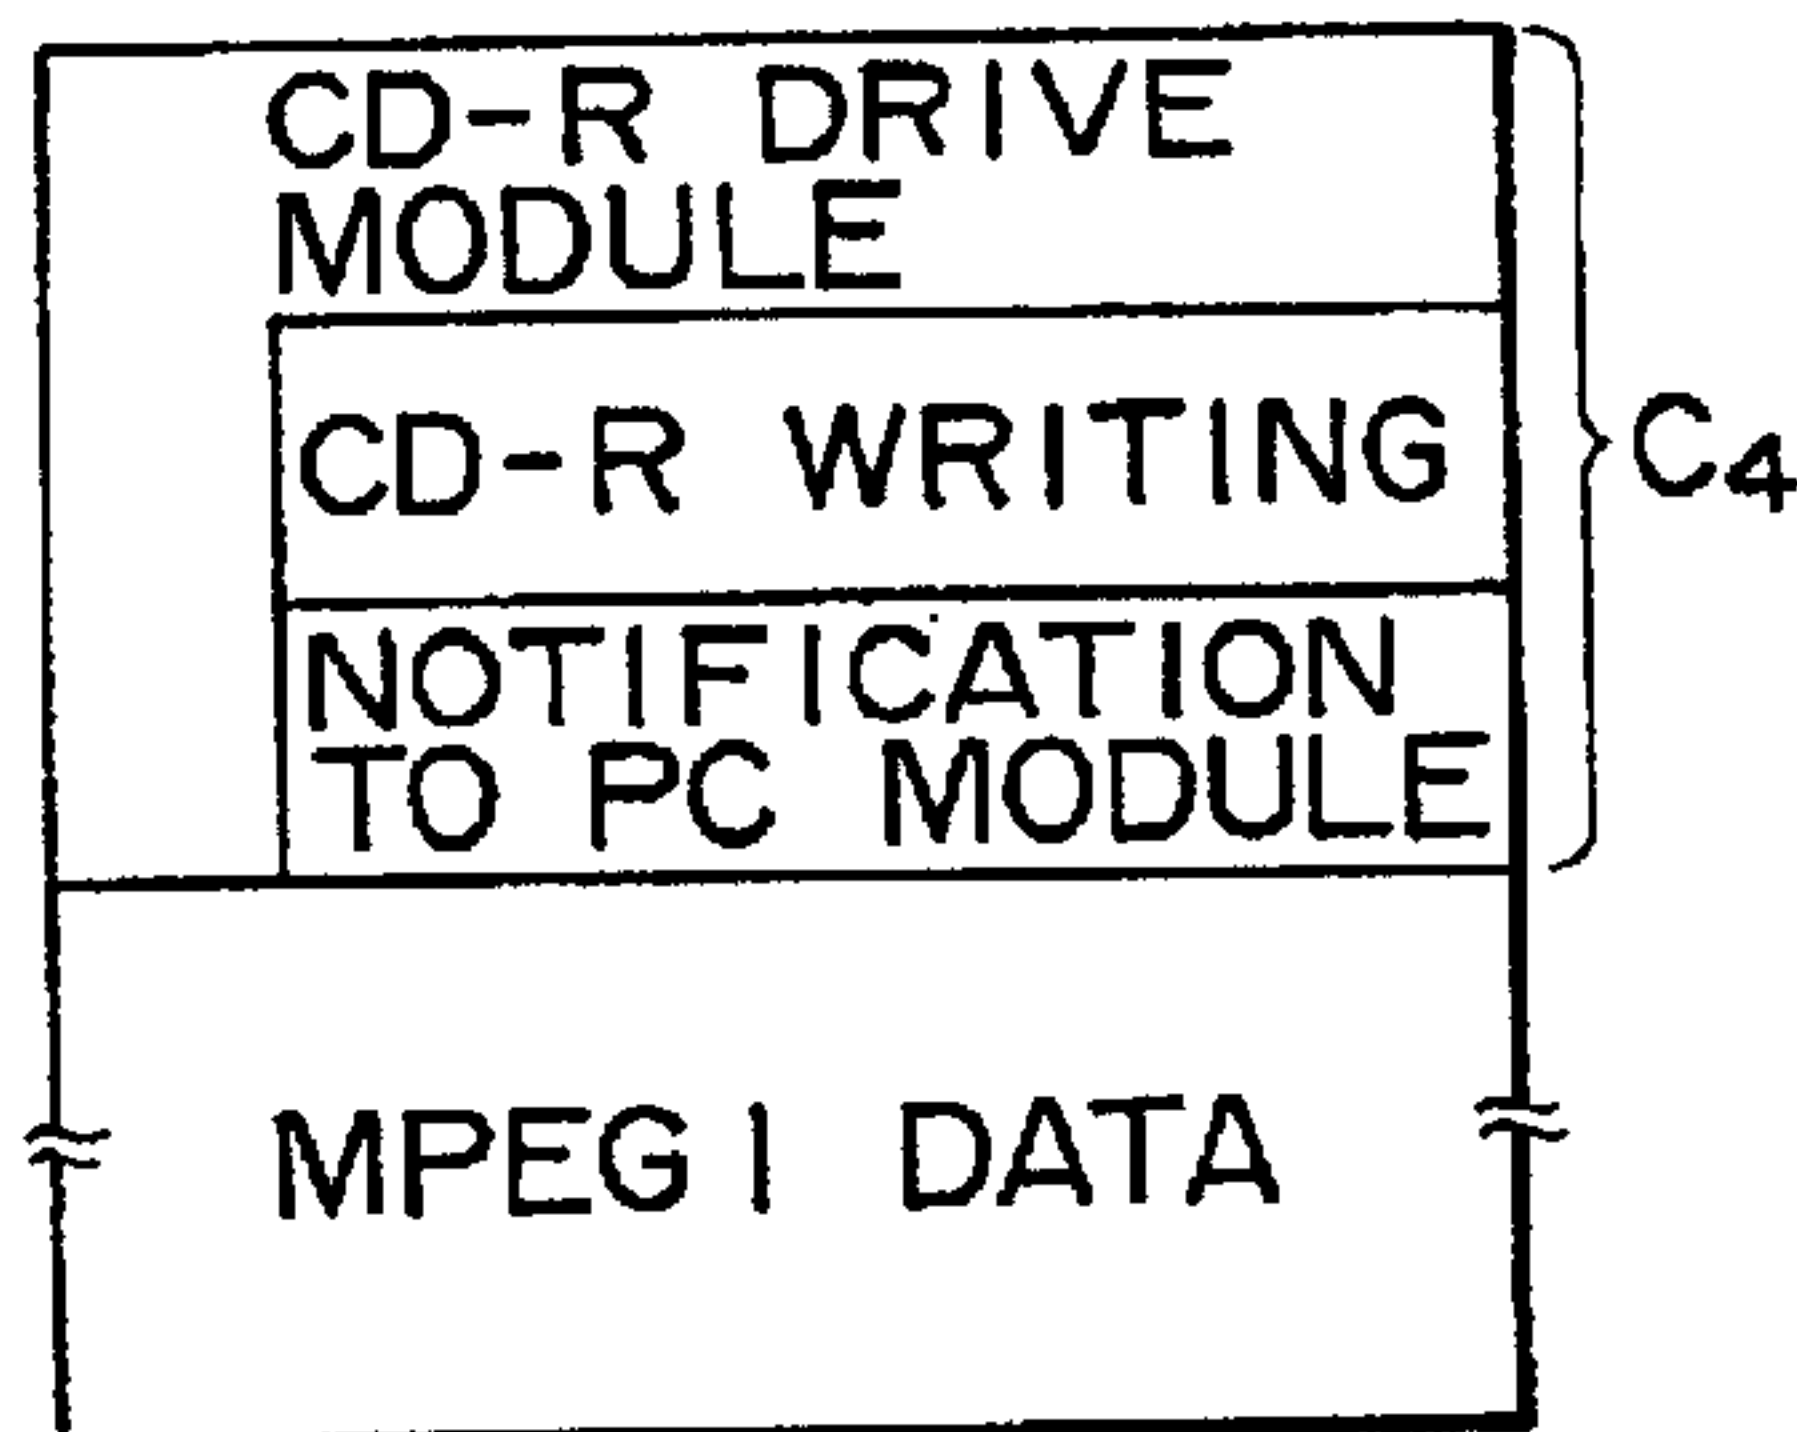 CD-R DRIVE
MODULE
CD-R WRITING
C4
NOTIFICATION
TO PC MODULE
MPEG1 DATA